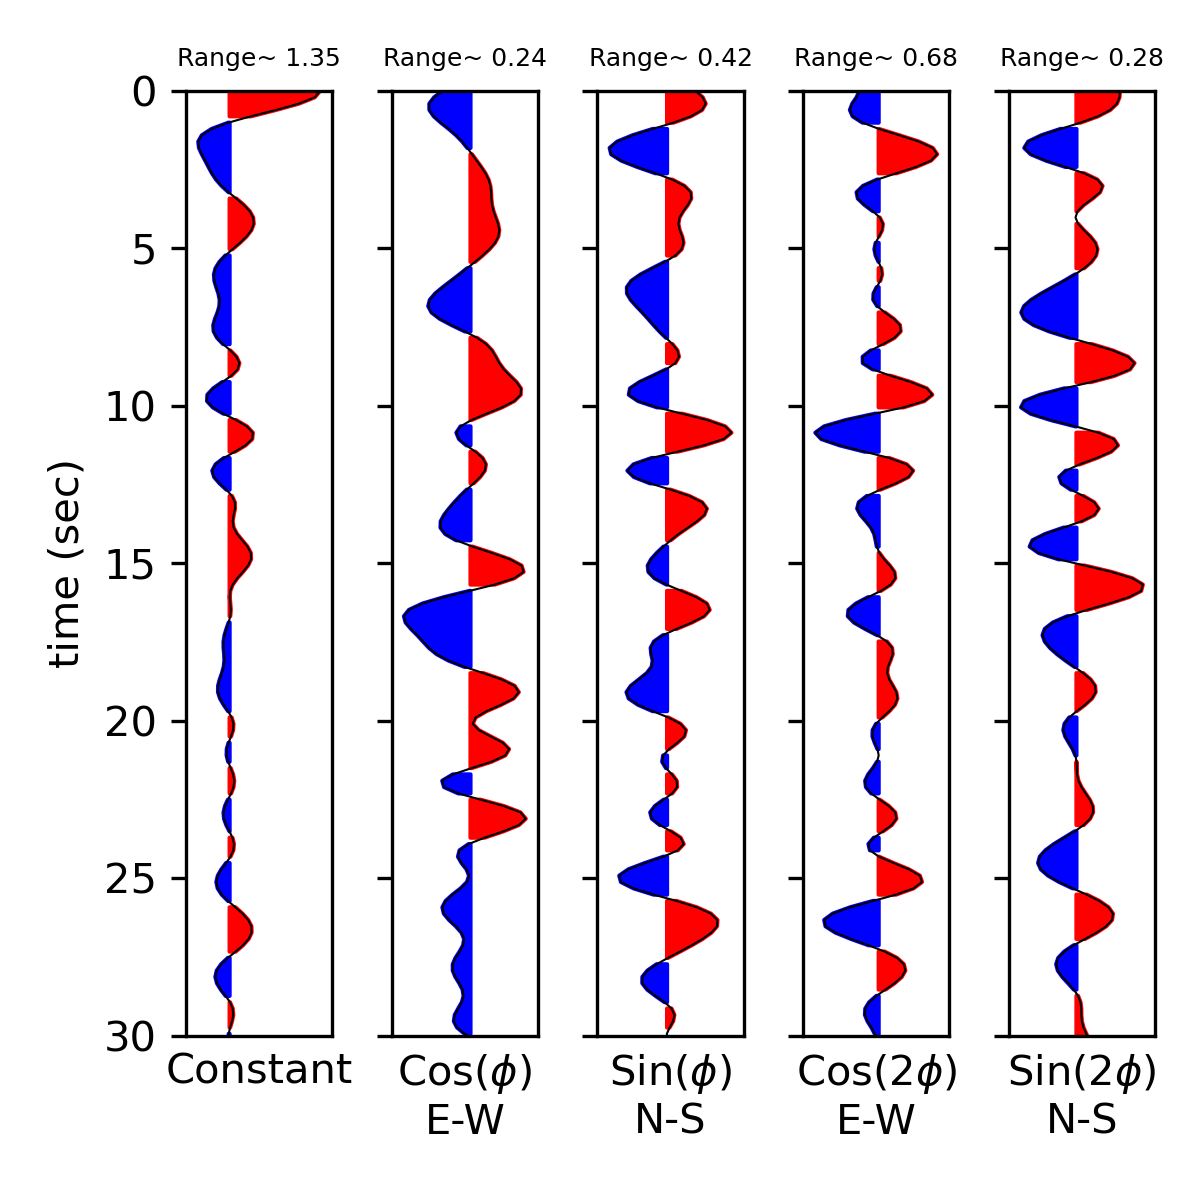 Range~ 1.35 Range~ 0.24 Range~ 0.42 Range~ 0.68 Range~ 0.28
0
5
10
15
20
25
30
time (sec)
Constant Cos(ϕ) Sin(ϕ) Cos(2ϕ) Sin(2ϕ)
E-W N-S E-W N-S